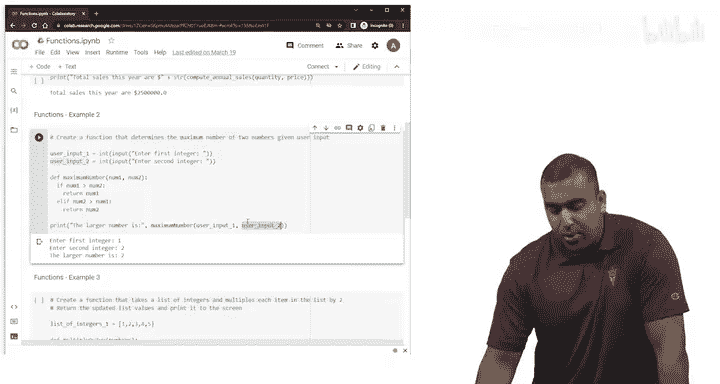 Functions.ipynb - Colaboratory
Incognito
Functions.ipynb
File Edit View Insert Runtime Tools Help Last edited on March 19
Comment Share A
+ Code + Text Connect Editing
print("Total sales this year are $" + str(compute_annual_sales(quantity, price)))
Total sales this year are $2500000.0
Functions - Example 2
# Create a function that determines the maximum number of two numbers given user input
user_input_1 = int(input("Enter first integer: "))
user_input_2 = int(input("Enter second integer: "))
def maximumNumber(num1, num2):
if num1 > num2:
return num1
elif num2 > num1:
return num2
print("The larger number is:", maximumNumber(user_input_1, user_input_2))
Enter first integer: 1
Enter second integer: 2
The larger number is: 2
Functions - Example 3
# Create a function that takes a list of integers and multiples each item in the list by 2
# Return the updated list values and print it to the screen
list_of_integers_1 = [1,2,3,4,5]
bilibili